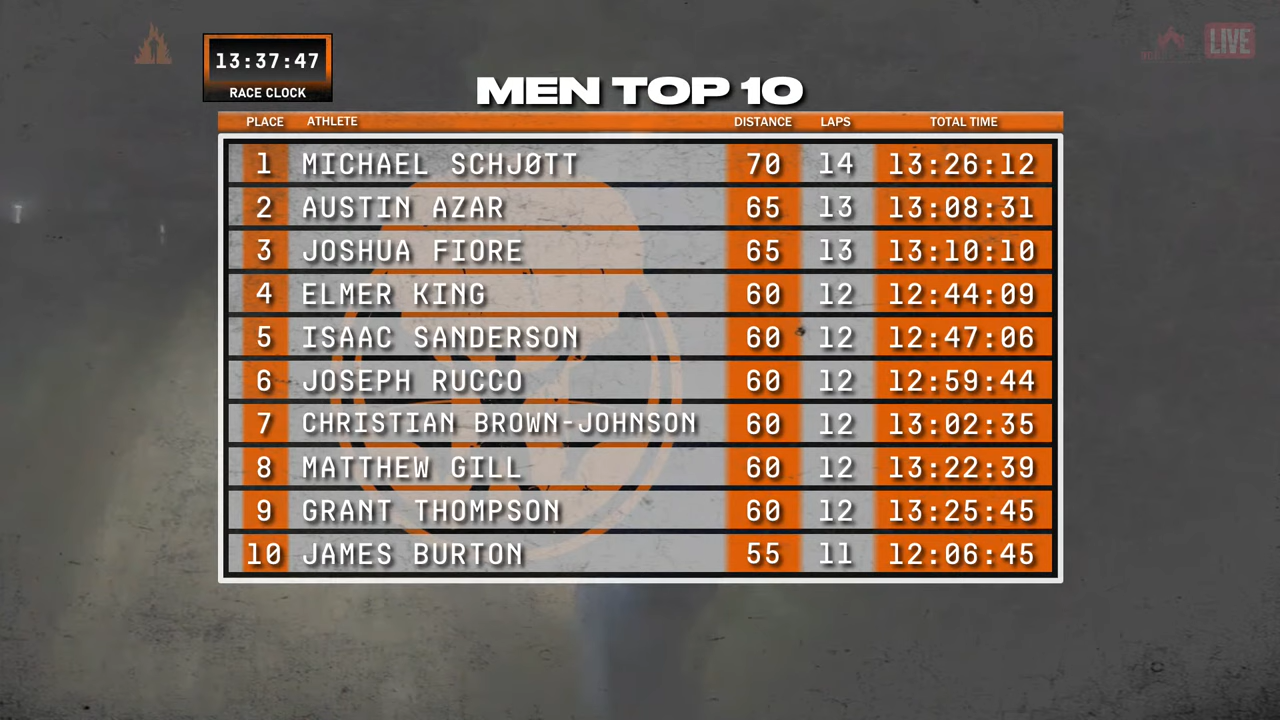 13:37:47
RACE CLOCK
LIVE
MEN TOP 10
PLACE ATHLETE DISTANCE LAPS TOTAL TIME
1 MICHAEL SCHJØTT 70 14 13:26:12
2 AUSTIN AZAR 65 13 13:08:31
3 JOSHUA FIORE 65 13 13:10:10
4 ELMER KING 60 12 12:44:09
5 ISAAC SANDERSON 60 12 12:47:06
6 JOSEPH RUCCO 60 12 12:59:44
7 CHRISTIAN BROWN-JOHNSON 60 12 13:02:35
8 MATTHEW GILL 60 12 13:22:39
9 GRANT THOMPSON 60 12 13:25:45
10 JAMES BURTON 55 11 12:06:45